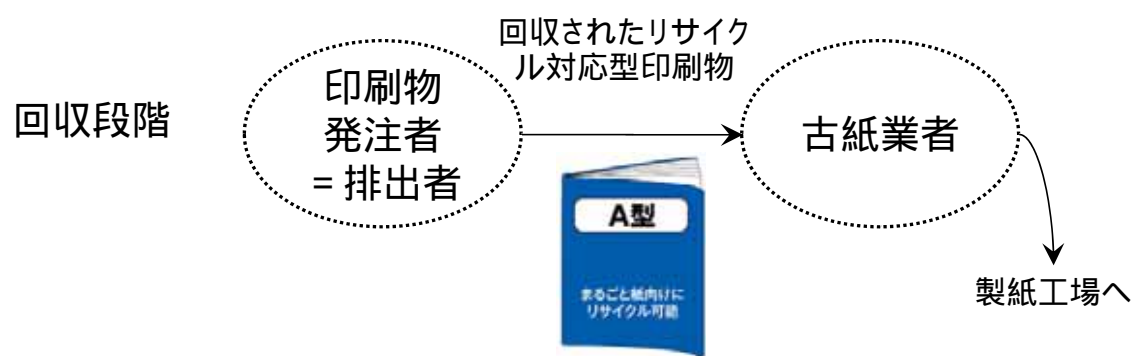 回収されたリサイク
ル対応型印刷物
回収段階
印刷物
発注者
= 排出者
古紙業者
A型
まるごと紙向けに
リサイクル可能
製紙工場へ